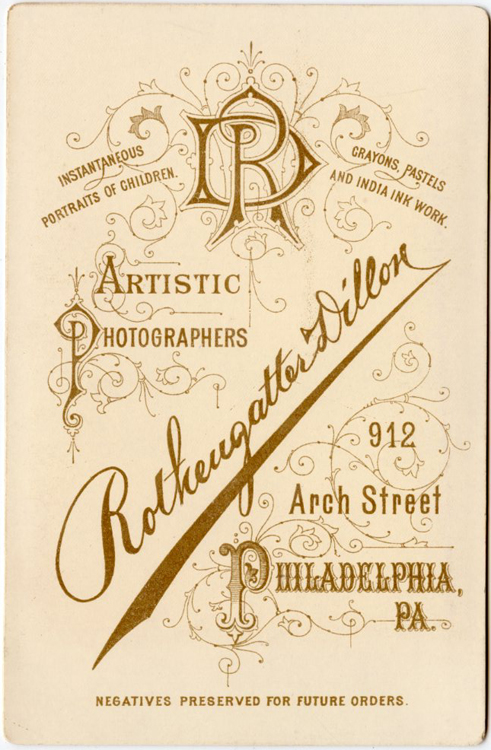 RD
INSTANTANEOUS
PORTRAITS OF CHILDREN.
CRAYONS, PASTELS
AND INDIA INK WORK.
ARTISTIC
PHOTOGRAPHERS
Rothengatter & Dillon
912
Arch Street
PHILADELPHIA,
PA.
NEGATIVES PRESERVED FOR FUTURE ORDERS.